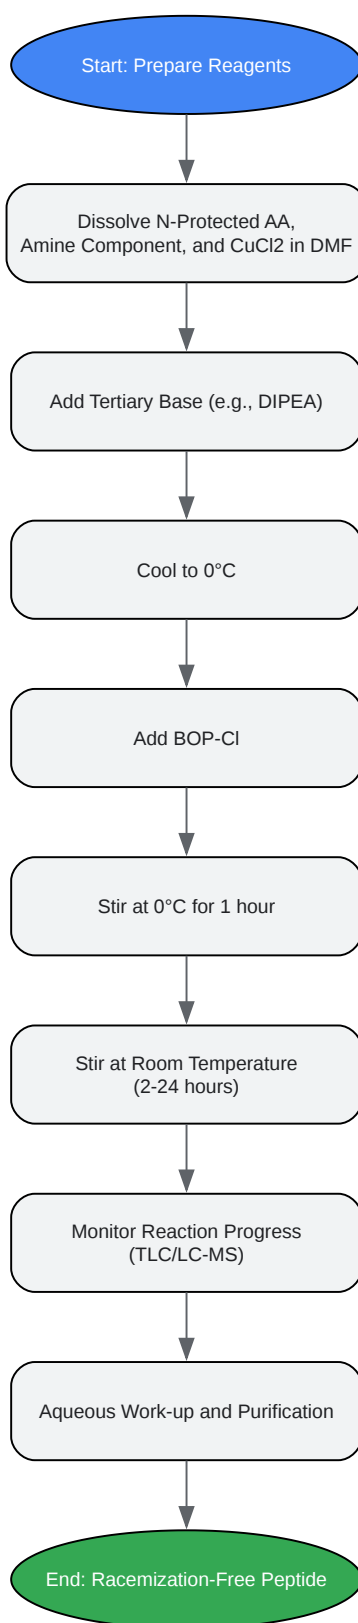 Start: Prepare Reagents
Dissolve N-Protected AA,
Amine Component, and CuCl2 in DMF
Add Tertiary Base (e.g., DIPEA)
Cool to 0°C
Add BOP-Cl
Stir at 0°C for 1 hour
Stir at Room Temperature
(2-24 hours)
Monitor Reaction Progress
(TLC/LC-MS)
Aqueous Work-up and Purification
End: Racemization-Free Peptide